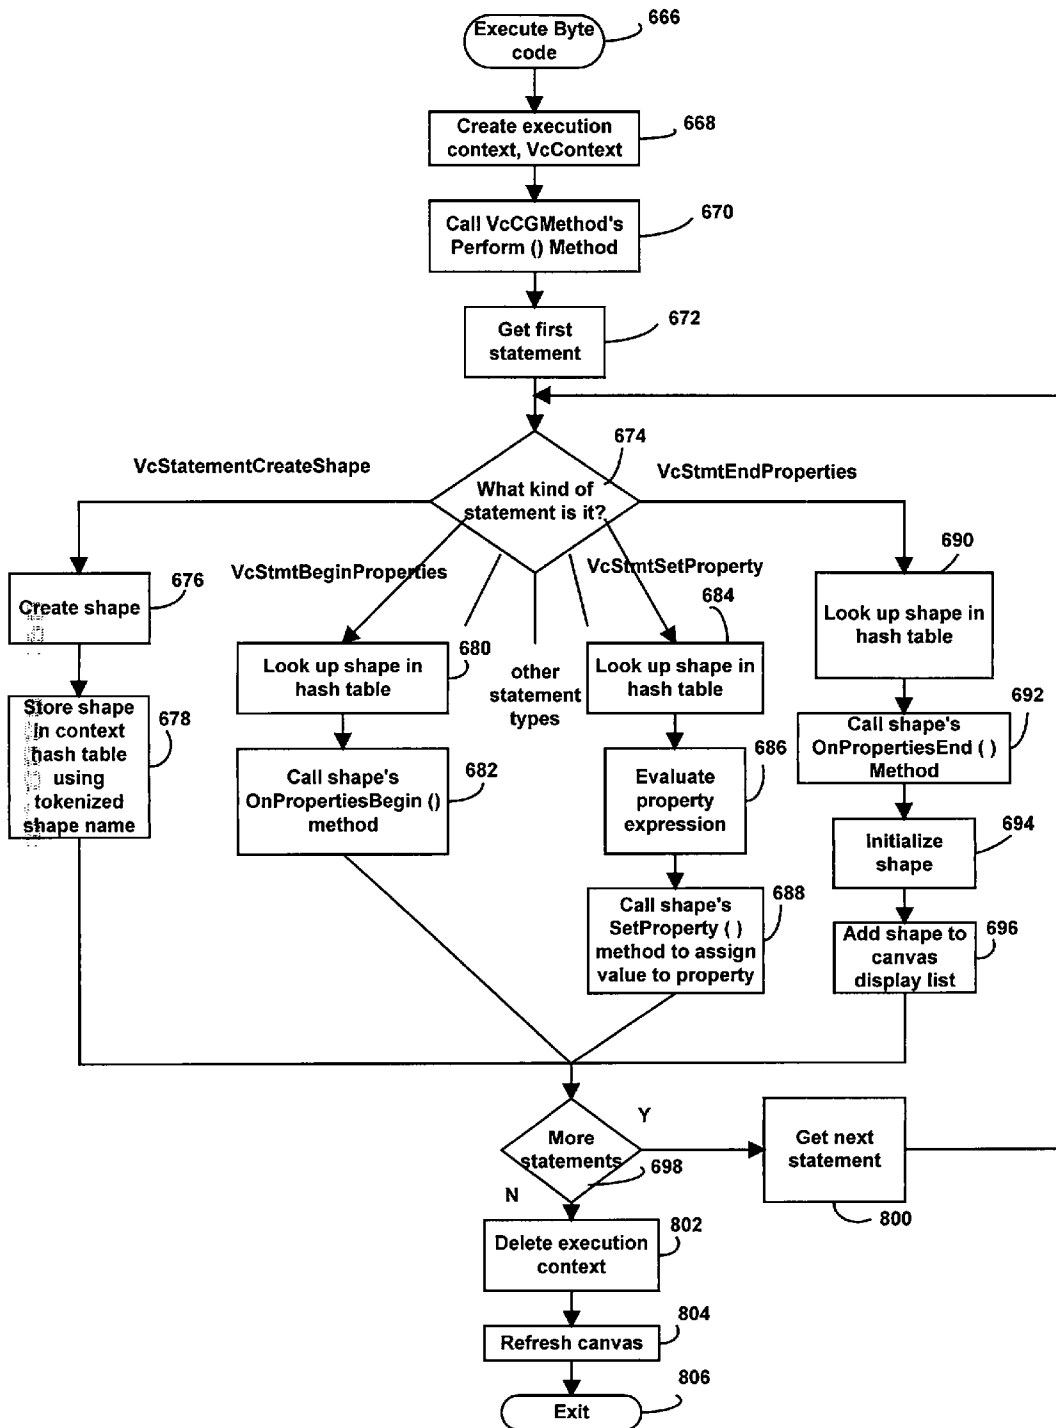 Execute Byte
code
666
Create execution
context, VcContext
668
Call VcCGMethod's
Perform () Method
670
Get first
statement
672
What kind of
statement is it?
674
VcStatementCreateShape
VcStmtBeginProperties
VcStmtSetProperty
VcStmtEndProperties
Create shape
676
Store shape
in context
hash table
using
tokenized
shape name
678
Look up shape in
hash table
680
Call shape's
OnPropertiesBegin ()
method
682
other
statement
types
Look up shape in
hash table
684
Evaluate
property
expression
686
Call shape's
SetProperty ( )
method to assign
value to property
688
Look up shape in
hash table
690
Call shape's
OnPropertiesEnd ( )
Method
692
Initialize
shape
694
Add shape to
canvas
display list
696
More
statements
698
Y
N
Get next
statement
800
Delete execution
context
802
Refresh canvas
804
Exit
806